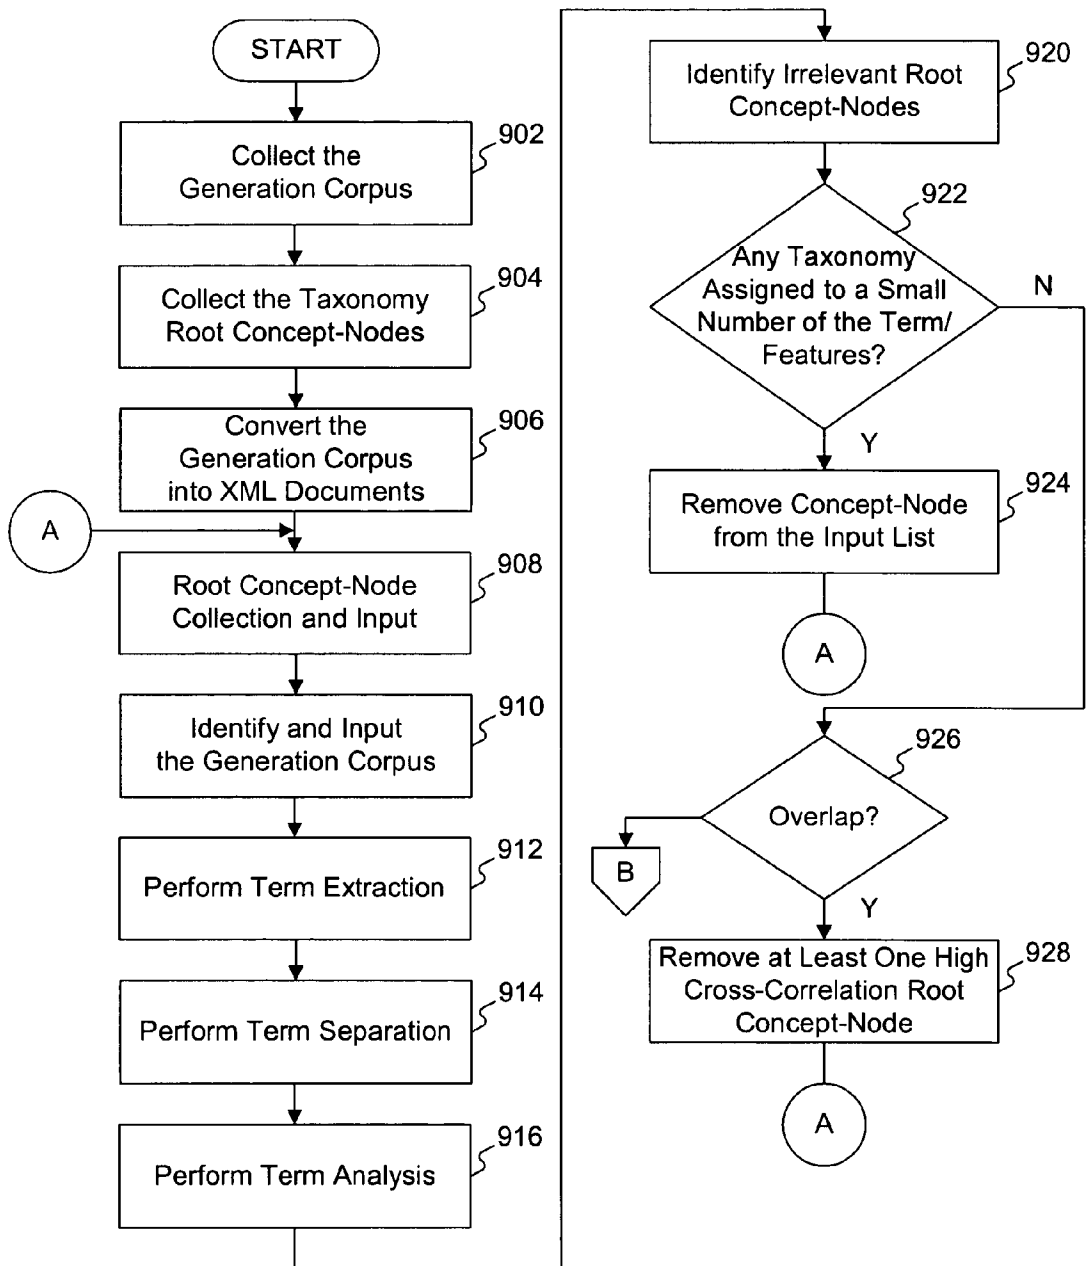 START
902
Collect the
Generation Corpus
904
Collect the Taxonomy
Root Concept-Nodes
906
Convert the
Generation Corpus
into XML Documents
A
908
Root Concept-Node
Collection and Input
910
Identify and Input
the Generation Corpus
912
Perform Term Extraction
914
Perform Term Separation
916
Perform Term Analysis
920
Identify Irrelevant Root
Concept-Nodes
922
Any Taxonomy
Assigned to a Small
Number of the Term/
Features?
N
Y
924
Remove Concept-Node
from the Input List
A
926
Overlap?
B
Y
928
Remove at Least One High
Cross-Correlation Root
Concept-Node
A